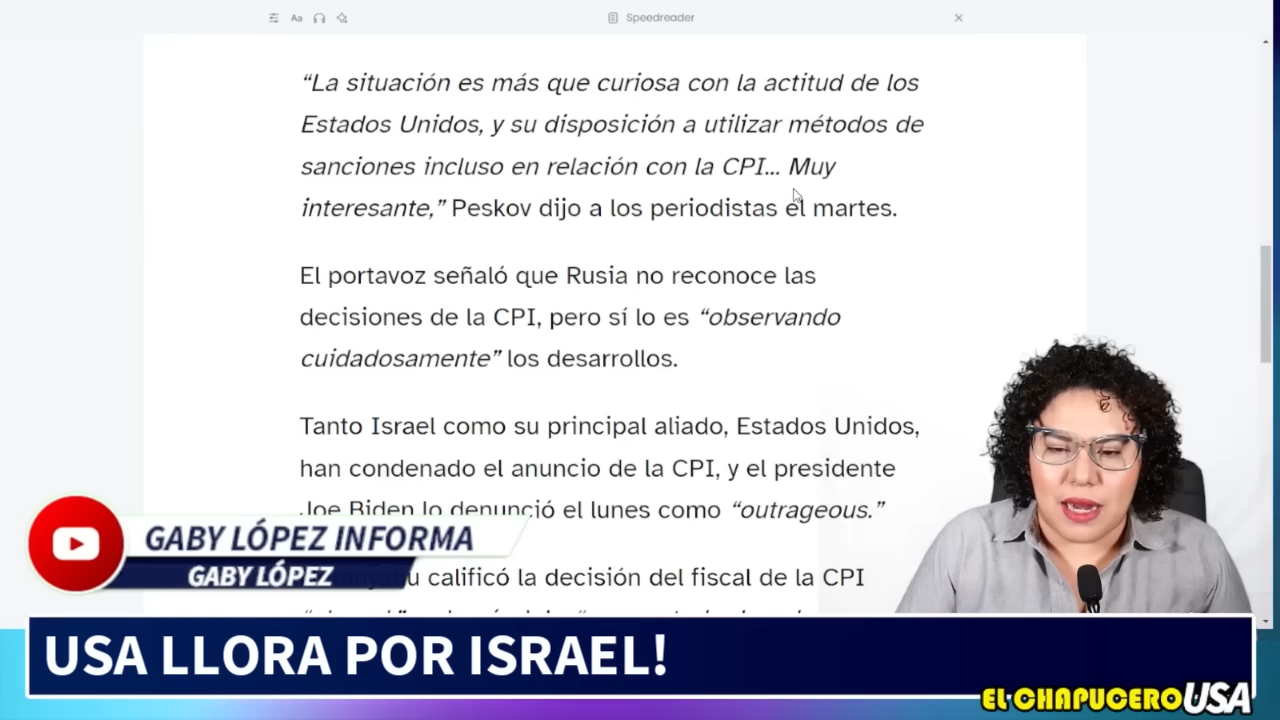 Aa
Speedreader
“La situación es más que curiosa con la actitud de los
Estados Unidos, y su disposición a utilizar métodos de
sanciones incluso en relación con la CPI... Muy
interesante,” Peskov dijo a los periodistas el martes.
El portavoz señaló que Rusia no reconoce las
decisiones de la CPI, pero sí lo es “observando
cuidadosamente” los desarrollos.
Tanto Israel como su principal aliado, Estados Unidos,
han condenado el anuncio de la CPI, y el presidente
Joe Biden lo denunció el lunes como “outrageous.”
calificó la decisión del fiscal de la CPI
GABY LÓPEZ INFORMA
GABY LÓPEZ
USA LLORA POR ISRAEL!
EL CHAPUCERO USA